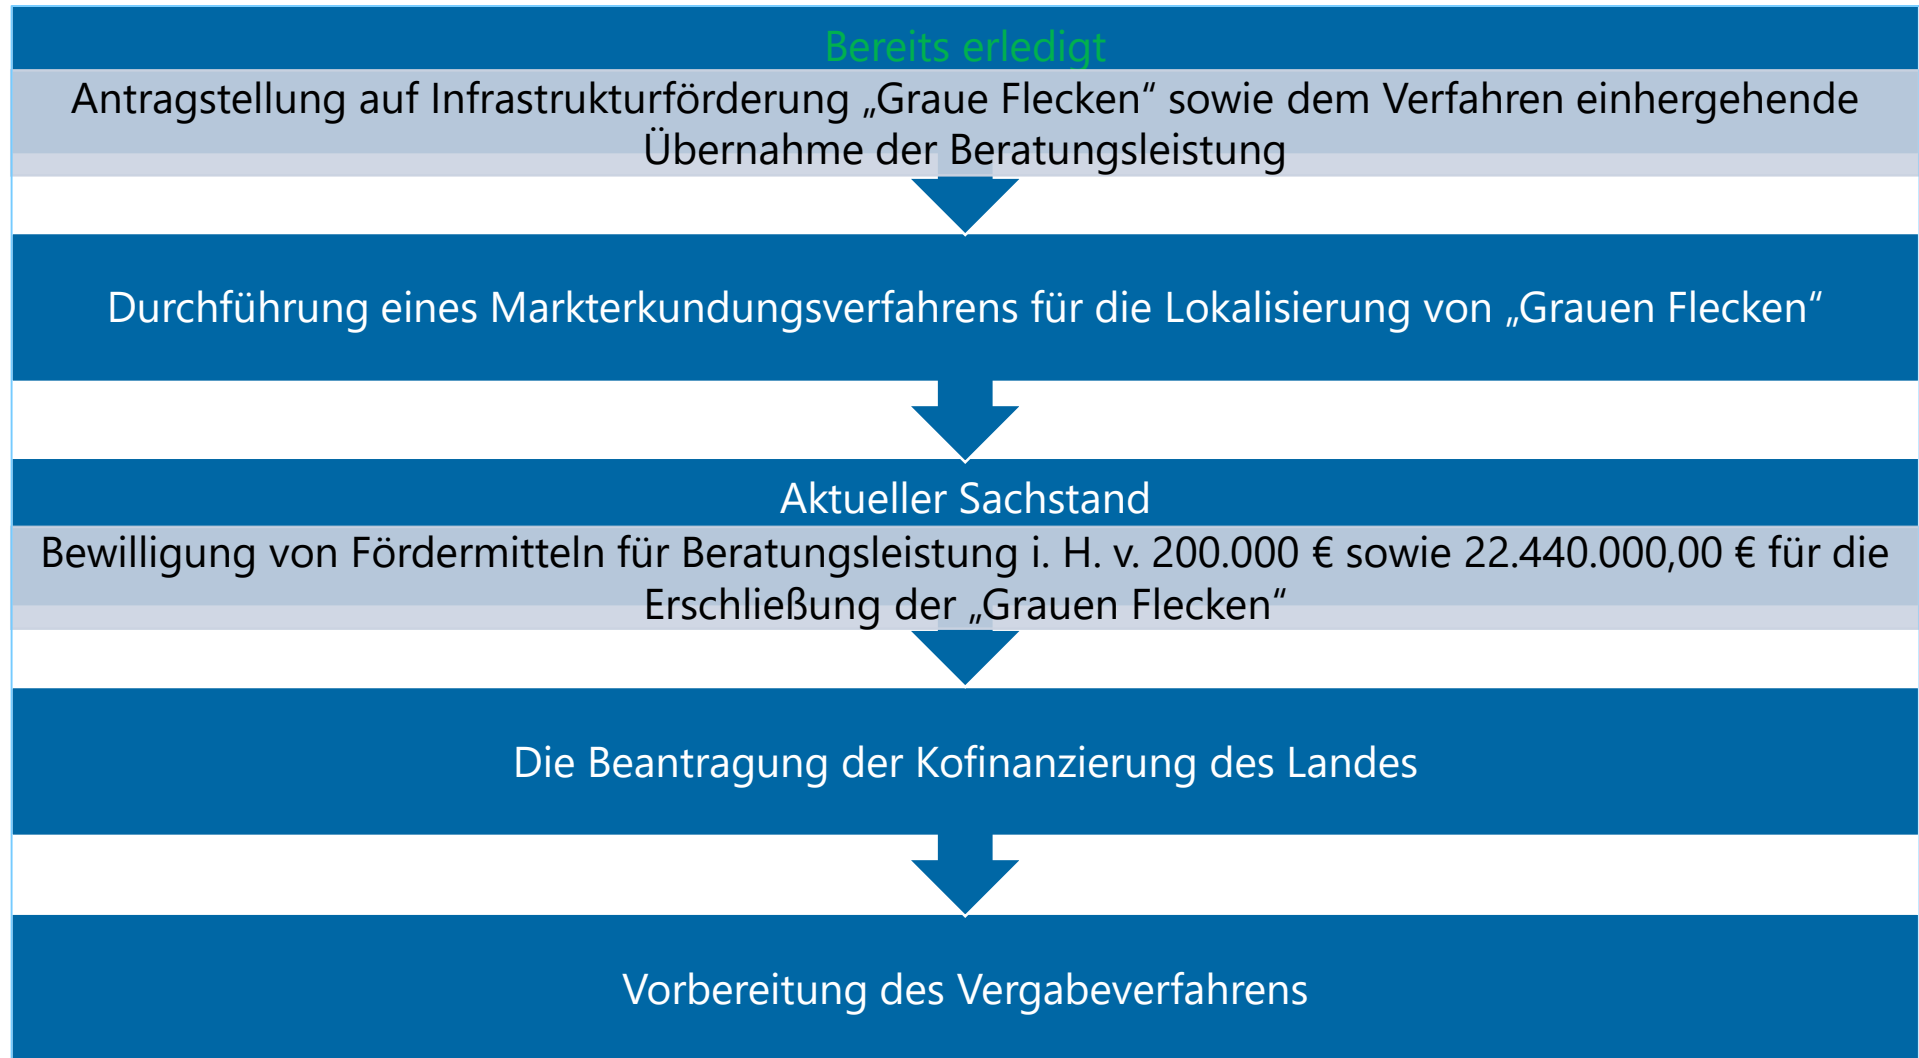 Bereits erledigt
Antragstellung auf Infrastrukturförderung „Graue Flecken“ sowie dem Verfahren einhergehende
Übernahme der Beratungsleistung
Durchführung eines Markterkundungsverfahrens für die Lokalisierung von „Grauen Flecken“
Aktueller Sachstand
Bewilligung von Fördermitteln für Beratungsleistung i. H. v. 200.000 € sowie 22.440.000,00 € für die
Erschließung der „Grauen Flecken“
Die Beantragung der Kofinanzierung des Landes
Vorbereitung des Vergabeverfahrens